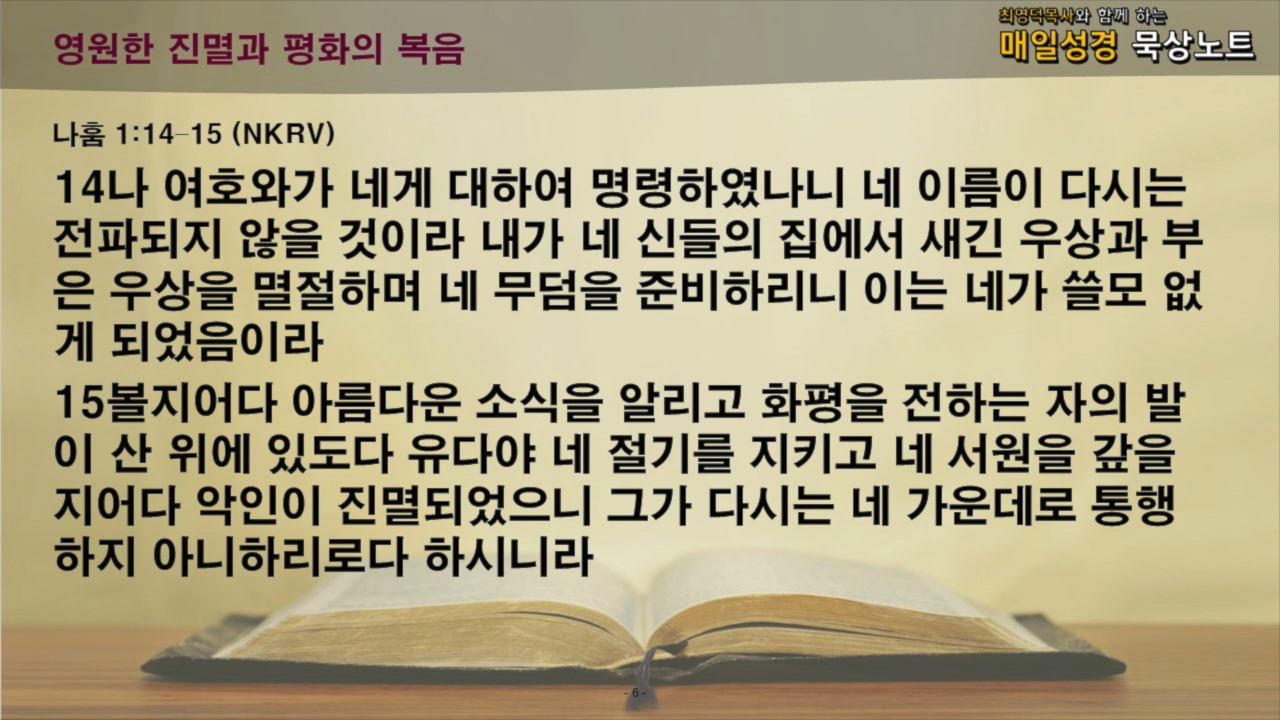 영원한 진멸과 평화의 복음
최영덕목사와 함께 하는
매일성경 묵상노트
나훔 1:14-15 (NKRV)
14나 여호와가 네게 대하여 명령하였나니 네 이름이 다시는
전파되지 않을 것이라 내가 네 신들의 집에서 새긴 우상과 부
은 우상을 멸절하며 네 무덤을 준비하리니 이는 네가 쓸모 없
게 되었음이라
15볼지어다 아름다운 소식을 알리고 화평을 전하는 자의 발
이 산 위에 있도다 유다야 네 절기를 지키고 네 서원을 갚을
지어다 악인이 진멸되었으니 그가 다시는 네 가운데로 통행
하지 아니하리로다 하시니라
- 6 -